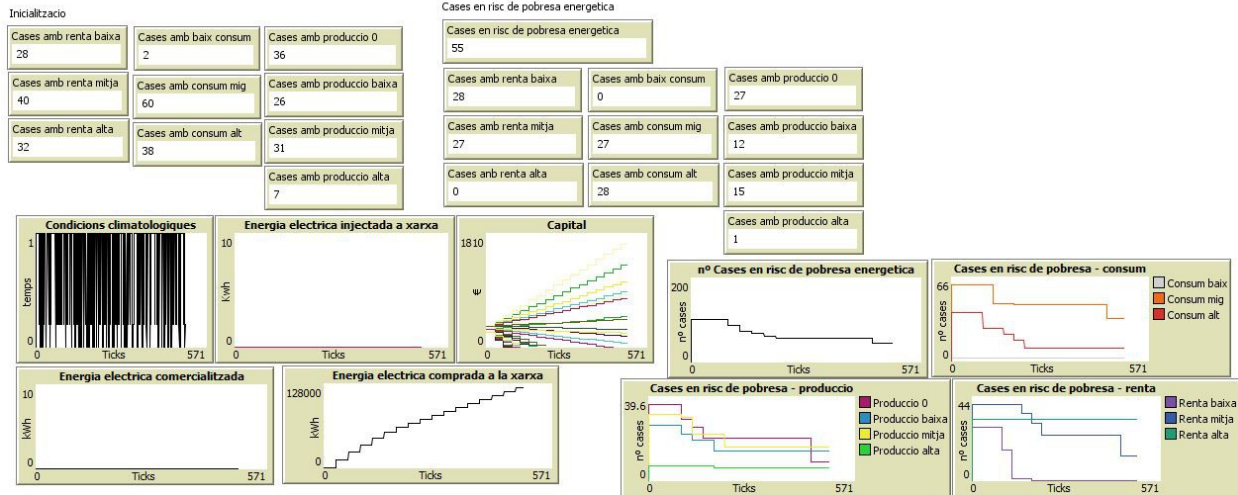 Inicialització
Cases amb renta baixa
28
Cases amb baix consum
2
Cases amb produccio 0
36
Cases amb renta mitja
40
Cases amb consum mig
60
Cases amb produccio baixa
26
Cases amb renta alta
32
Cases amb consum alt
38
Cases amb produccio mitja
31
Cases amb produccio alta
7
Cases en risc de pobresa energetica
Cases en risc de pobresa energetica
55
Cases amb renta baixa
28
Cases amb baix consum
0
Cases amb produccio 0
27
Cases amb renta mitja
27
Cases amb consum mig
27
Cases amb produccio baixa
12
Cases anb renta alta
0
Cases amb consum alt
28
Cases amb produccio mitja
15
Cases amb produccio alta
1
Condicions climatologiques
1
temps
0
0
Ticks
571
Energia electrica injectada a xarxa
10
Kwh
0
0
Ticks
571
Capital
1810
€
0
0
Ticks
571
nº Cases en risc de pobresa energetica
200
nº cases
0
0
Ticks
571
Cases en risc de pobresa - consum
66
nº cases
0
0
Ticks
571
Consum baix
Consum mig
Consum alt
Energia electrica comercialitzada
10
kWh
0
0
Ticks
571
Energia electrica comprada a la xarxa
128000
kWh
0
0
Ticks
571
Cases en risc de pobresa - produccio
39.6
nº cases
0
0
Ticks
571
Produccio 0
Produccio baixa
Produccio mitja
Produccio alta
Cases en risc de pobresa - renta
44
nº cases
0
0
Ticks
571
Renta baixa
Renta mitja
Renta alta